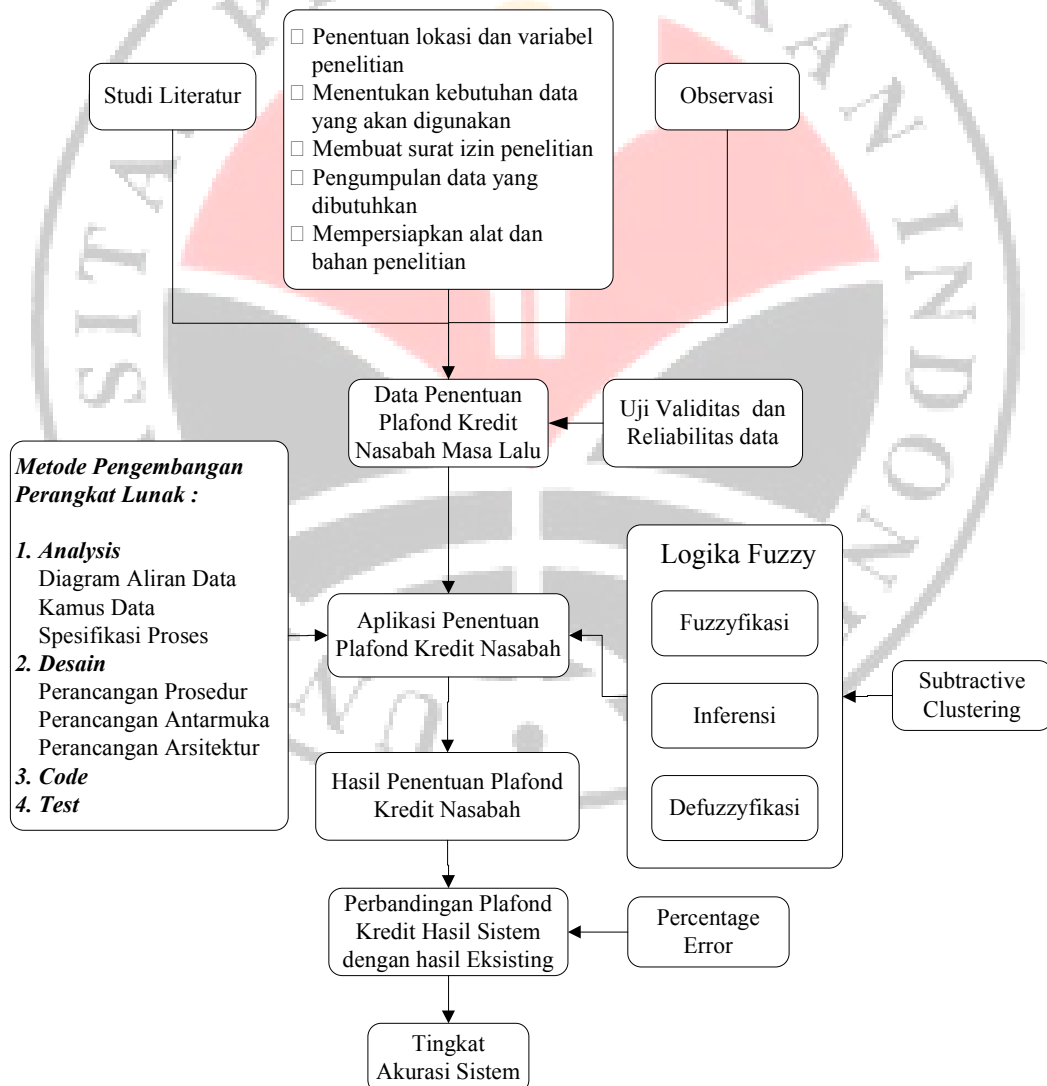 Studi Literatur
□ Penentuan lokasi dan variabel
penelitian
□ Menentukan kebutuhan data
yang akan digunakan
□ Membuat surat izin penelitian
□ Pengumpulan data yang
dibutuhkan
□ Mempersiapkan alat dan
bahan penelitian
Observasi
Data Penentuan
Plafond Kredit
Nasabah Masa Lalu
Uji Validitas dan
Reliabilitas data
Metode Pengembangan
Perangkat Lunak :
1. Analysis
Diagram Aliran Data
Kamus Data
Spesifikasi Proses
2. Desain
Perancangan Prosedur
Perancangan Antarmuka
Perancangan Arsitektur
3. Code
4. Test
Aplikasi Penentuan
Plafond Kredit Nasabah
Logika Fuzzy
Fuzzyfikasi
Inferensi
Defuzzyfikasi
Subtractive
Clustering
Hasil Penentuan Plafond
Kredit Nasabah
Perbandingan Plafond
Kredit Hasil Sistem
dengan hasil Eksisting
Percentage
Error
Tingkat
Akurasi Sistem